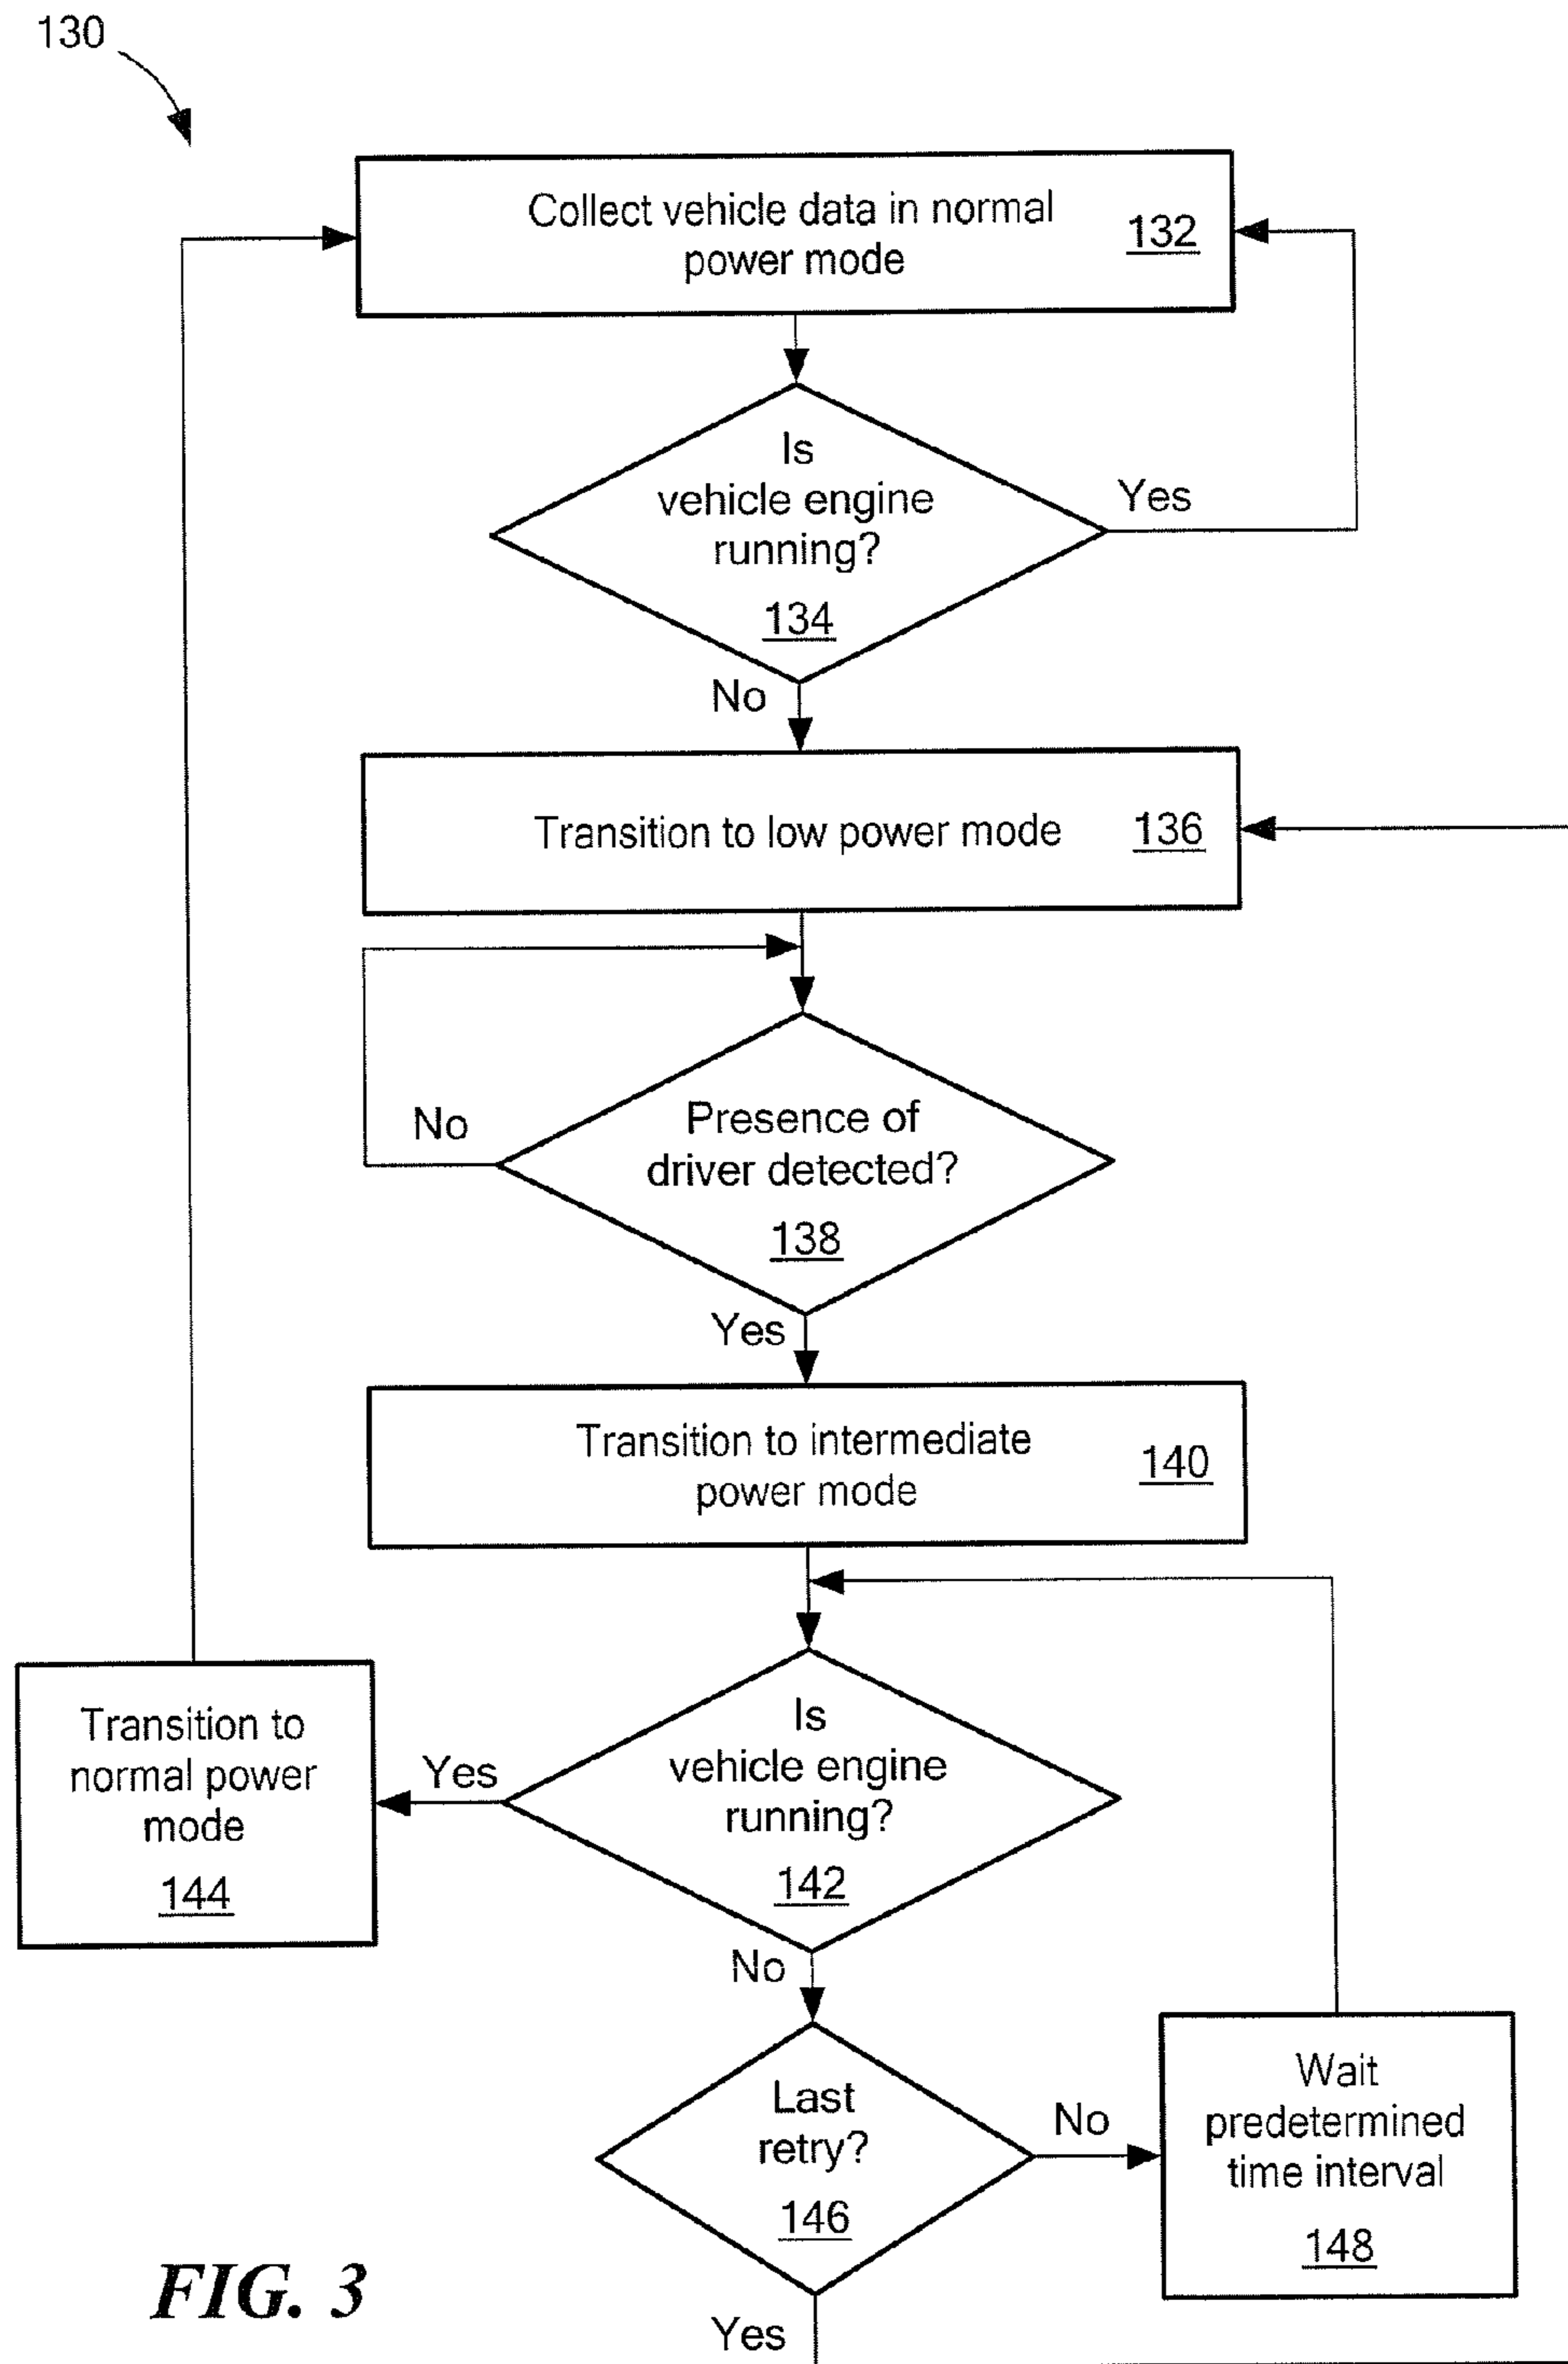 130
Collect vehicle data in normal
power mode
132
Is
vehicle engine
running?
134
Yes
No
Transition to low power mode
136
No
Presence of
driver detected?
138
Yes
Transition to intermediate
power mode
140
Transition to
normal power
mode
144
Yes
Is
vehicle engine
running?
142
No
Last
retry?
146
No
Wait
predetermined
time interval
148
Yes
FIG. 3